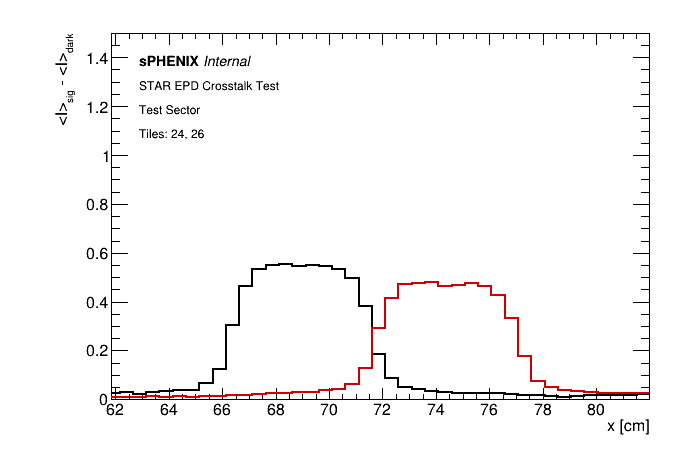 <I>sig - <I>dark
1.4
1.2
1
0.8
0.6
0.4
0.2
0
sPHENIX Internal
STAR EPD Crosstalk Test
Test Sector
Tiles: 24, 26
62 64 66 68 70 72 74 76 78 80
x [cm]